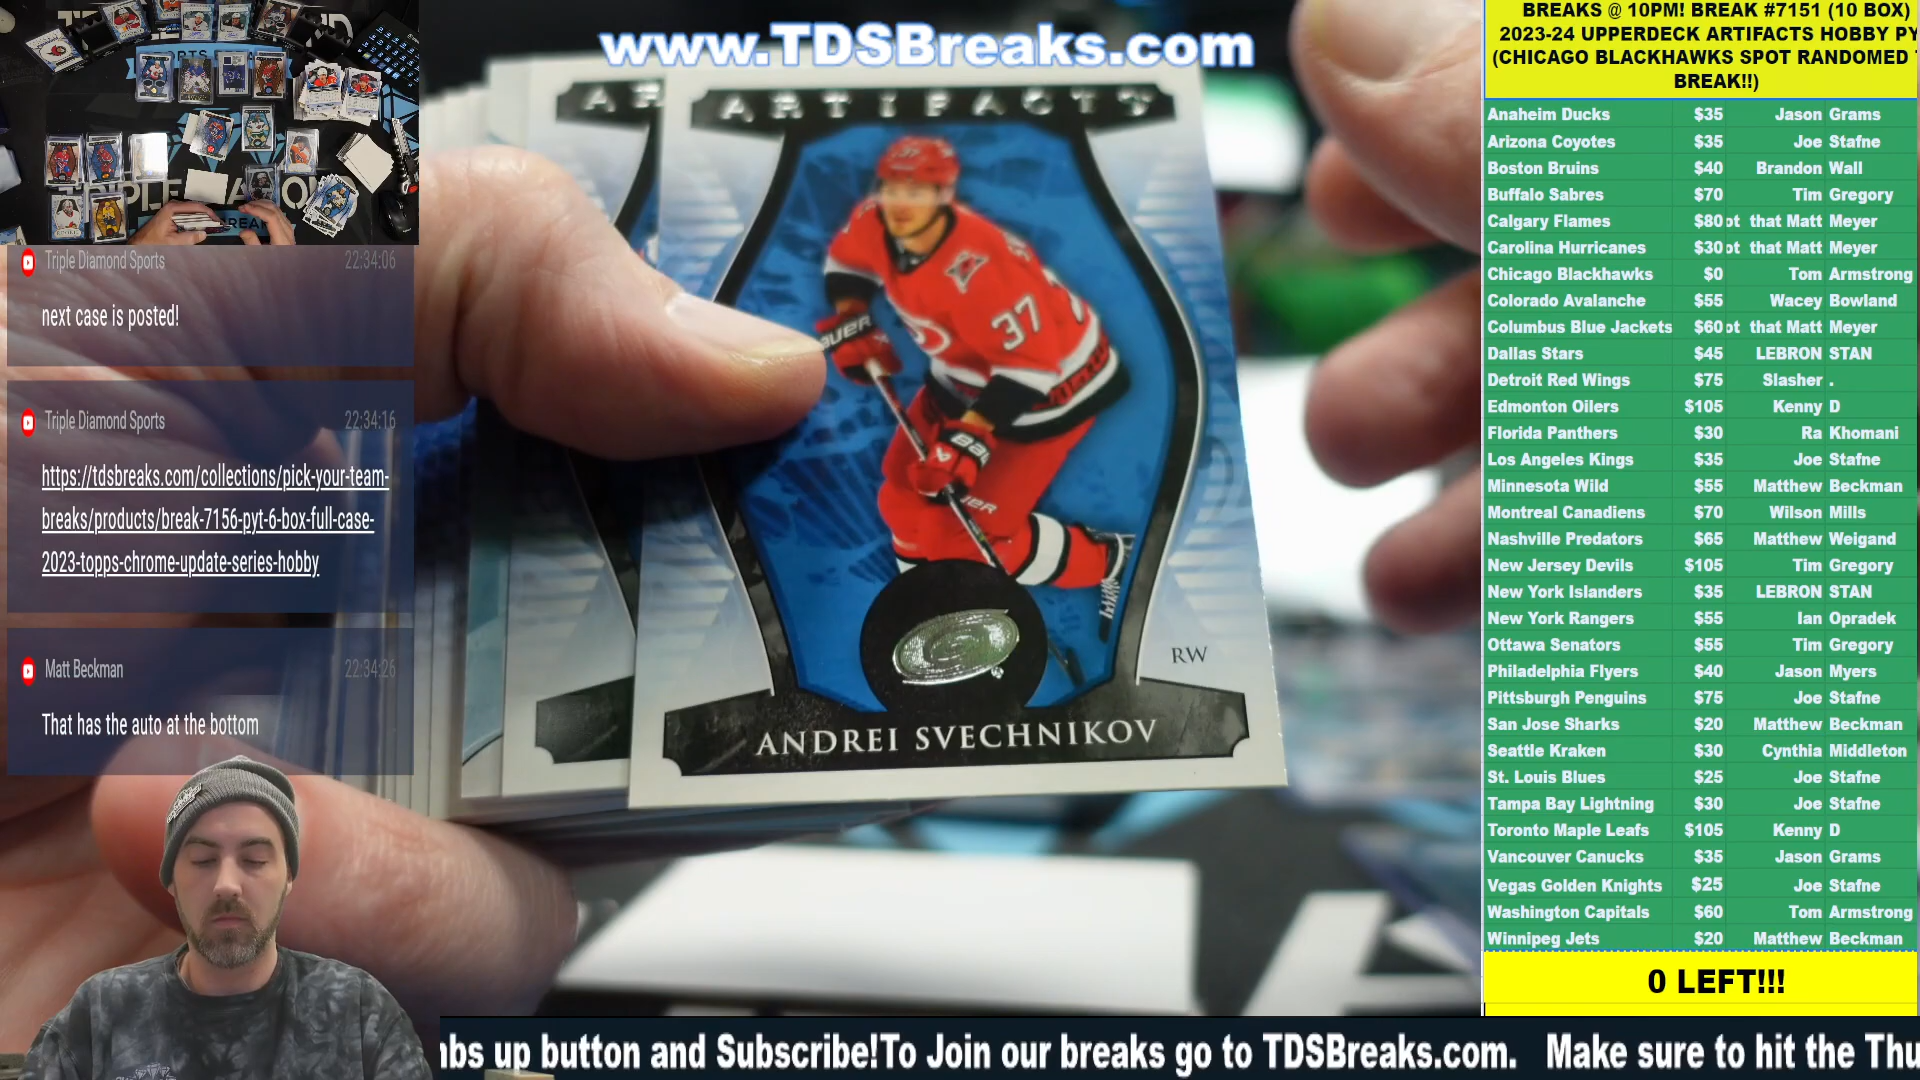 www.TDSBreaks.com
BREAKS @ 10PM! BREAK #7151 (10 BOX)
2023-24 UPPERDECK ARTIFACTS HOBBY PY
(CHICAGO BLACKHAWKS SPOT RANDOMED
BREAK!!)
Anaheim Ducks $35 Jason Grams
Arizona Coyotes $35 Joe Stafne
Boston Bruins $40 Brandon Wall
Buffalo Sabres $70 Tim Gregory
Calgary Flames $80 ot that Matt Meyer
Carolina Hurricanes $30 ot that Matt Meyer
Chicago Blackhawks $0 Tom Armstrong
Colorado Avalanche $55 Wacey Bowland
Columbus Blue Jackets $60 ot that Matt Meyer
Dallas Stars $45 LEBRON STAN
Detroit Red Wings $75 Slasher .
Edmonton Oilers $105 Kenny D
Florida Panthers $30 Ra Khomani
Los Angeles Kings $35 Joe Stafne
Minnesota Wild $55 Matthew Beckman
Montreal Canadiens $70 Wilson Mills
Nashville Predators $65 Matthew Weigand
New Jersey Devils $105 Tim Gregory
New York Islanders $35 LEBRON STAN
New York Rangers $55 Ian Opradek
Ottawa Senators $55 Tim Gregory
Philadelphia Flyers $40 Jason Myers
Pittsburgh Penguins $75 Joe Stafne
San Jose Sharks $20 Matthew Beckman
Seattle Kraken $30 Cynthia Middleton
St. Louis Blues $25 Joe Stafne
Tampa Bay Lightning $30 Joe Stafne
Toronto Maple Leafs $105 Kenny D
Vancouver Canucks $35 Jason Grams
Vegas Golden Knights $25 Joe Stafne
Washington Capitals $60 Tom Armstrong
Winnipeg Jets $20 Matthew Beckman
0 LEFT!!!
Triple Diamond Sports 22:34:06
next case is posted!
Triple Diamond Sports 22:34:16
https://tdsbreaks.com/collections/pick-your-team-
breaks/products/break-7156-pyt-6-box-full-case-
2023-topps-chrome-update-series-hobby
Matt Beckman 22:34:26
That has the auto at the bottom
AR
ARTIFACTS
37
BAUER
RW
ANDREI SVECHNIKOV
nbs up button and Subscribe!To Join our breaks go to TDSBreaks.com. Make sure to hit the Thu